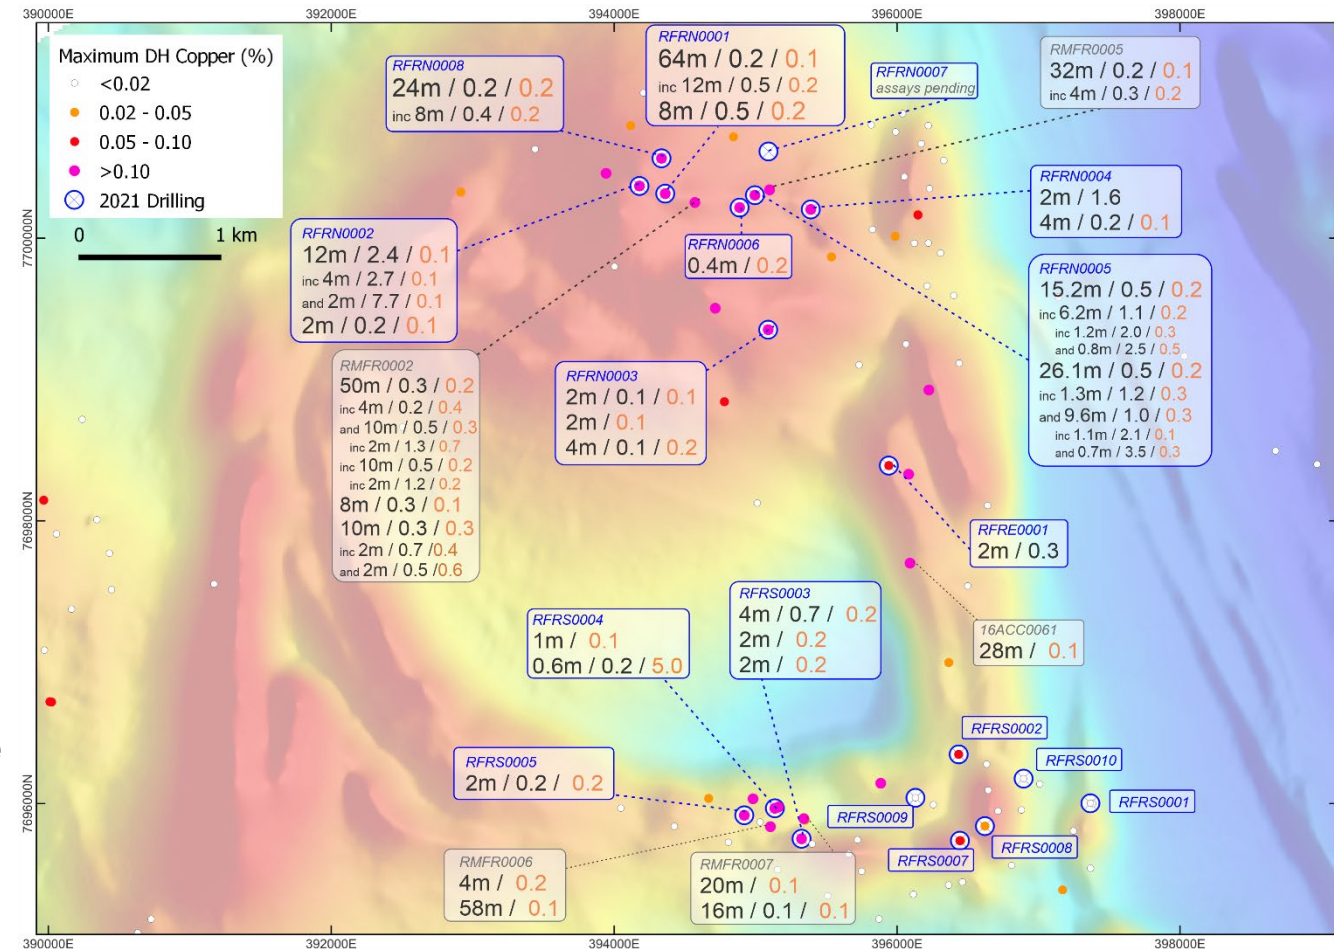 390000E
392000E
394000E
396000E
398000E
Maximum DH Copper (%)
<0.02
0.02 - 0.05
0.05 - 0.10
>0.10
2021 Drilling
0
1 km
RFRN0008
24m / 0.2 / 0.2
inc 8m / 0.4 / 0.2
RFRN0001
64m / 0.2 / 0.1
inc 12m / 0.5 / 0.2
8m / 0.5 / 0.2
RFRN0007
assays pending
RMFR0005
32m / 0.2 / 0.1
inc 4m / 0.3 / 0.2
RFRN0004
2m / 1.6
4m / 0.2 / 0.1
7700000N
RFRN0002
12m / 2.4 / 0.1
inc 4m / 2.7 / 0.1
and 2m / 7.7 / 0.1
2m / 0.2 / 0.1
RFRN0006
0.4m / 0.2
RFRN0005
15.2m / 0.5 / 0.2
inc 6.2m / 1.1 / 0.2
inc 1.2m / 2.0 / 0.3
and 0.8m / 2.5 / 0.5
26.1m / 0.5 / 0.2
inc 1.3m / 1.2 / 0.3
and 9.6m / 1.0 / 0.3
inc 1.1m / 2.1 / 0.1
and 0.7m / 3.5 / 0.3
RMFR0002
50m / 0.3 / 0.2
inc 4m / 0.2 / 0.4
and 10m / 0.5 / 0.3
inc 2m / 1.3 / 0.7
inc 10m / 0.5 / 0.2
inc 2m / 1.2 / 0.2
8m / 0.3 / 0.1
10m / 0.3 / 0.3
inc 2m / 0.7 /0.4
and 2m / 0.5 /0.6
RFRN0003
2m / 0.1 / 0.1
2m / 0.1
4m / 0.1 / 0.2
7698000N
RFRE0001
2m / 0.3
16ACC0061
28m / 0.1
RFRS0003
4m / 0.7 / 0.2
2m / 0.2
2m / 0.2
RFRS0004
1m / 0.1
0.6m / 0.2 / 5.0
RFRS0002
RFRS0010
RFRS0001
RFRS0005
2m / 0.2 / 0.2
7696000N
RFRS0009
RFRS0008
RFRS0007
RMFR0006
4m / 0.2
58m / 0.1
RMFR0007
20m / 0.1
16m / 0.1 / 0.1
390000E
392000E
394000E
396000E
398000E